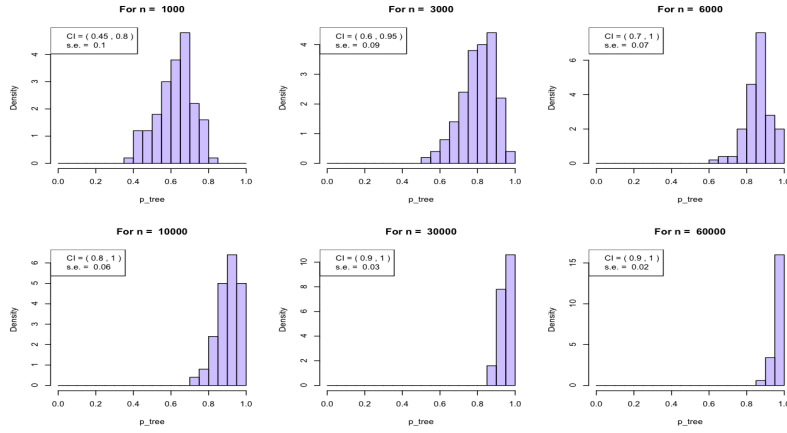 For n = 1000
CI = ( 0.45 , 0.8 )
s.e. = 0.1
Density
0 1 2 3 4
0.0 0.2 0.4 0.6 0.8 1.0
p_tree
For n = 3000
CI = ( 0.6 , 0.95 )
s.e. = 0.09
Density
0 1 2 3 4
0.0 0.2 0.4 0.6 0.8 1.0
p_tree
For n = 6000
CI = ( 0.7 , 1 )
s.e. = 0.07
Density
0 2 4 6
0.0 0.2 0.4 0.6 0.8 1.0
p_tree
For n = 10000
CI = ( 0.8 , 1 )
s.e. = 0.06
Density
0 1 2 3 4 5 6
0.0 0.2 0.4 0.6 0.8 1.0
p_tree
For n = 30000
CI = ( 0.9 , 1 )
s.e. = 0.03
Density
0 2 4 6 8 10
0.0 0.2 0.4 0.6 0.8 1.0
p_tree
For n = 60000
CI = ( 0.9 , 1 )
s.e. = 0.02
Density
0 5 10 15
0.0 0.2 0.4 0.6 0.8 1.0
p_tree